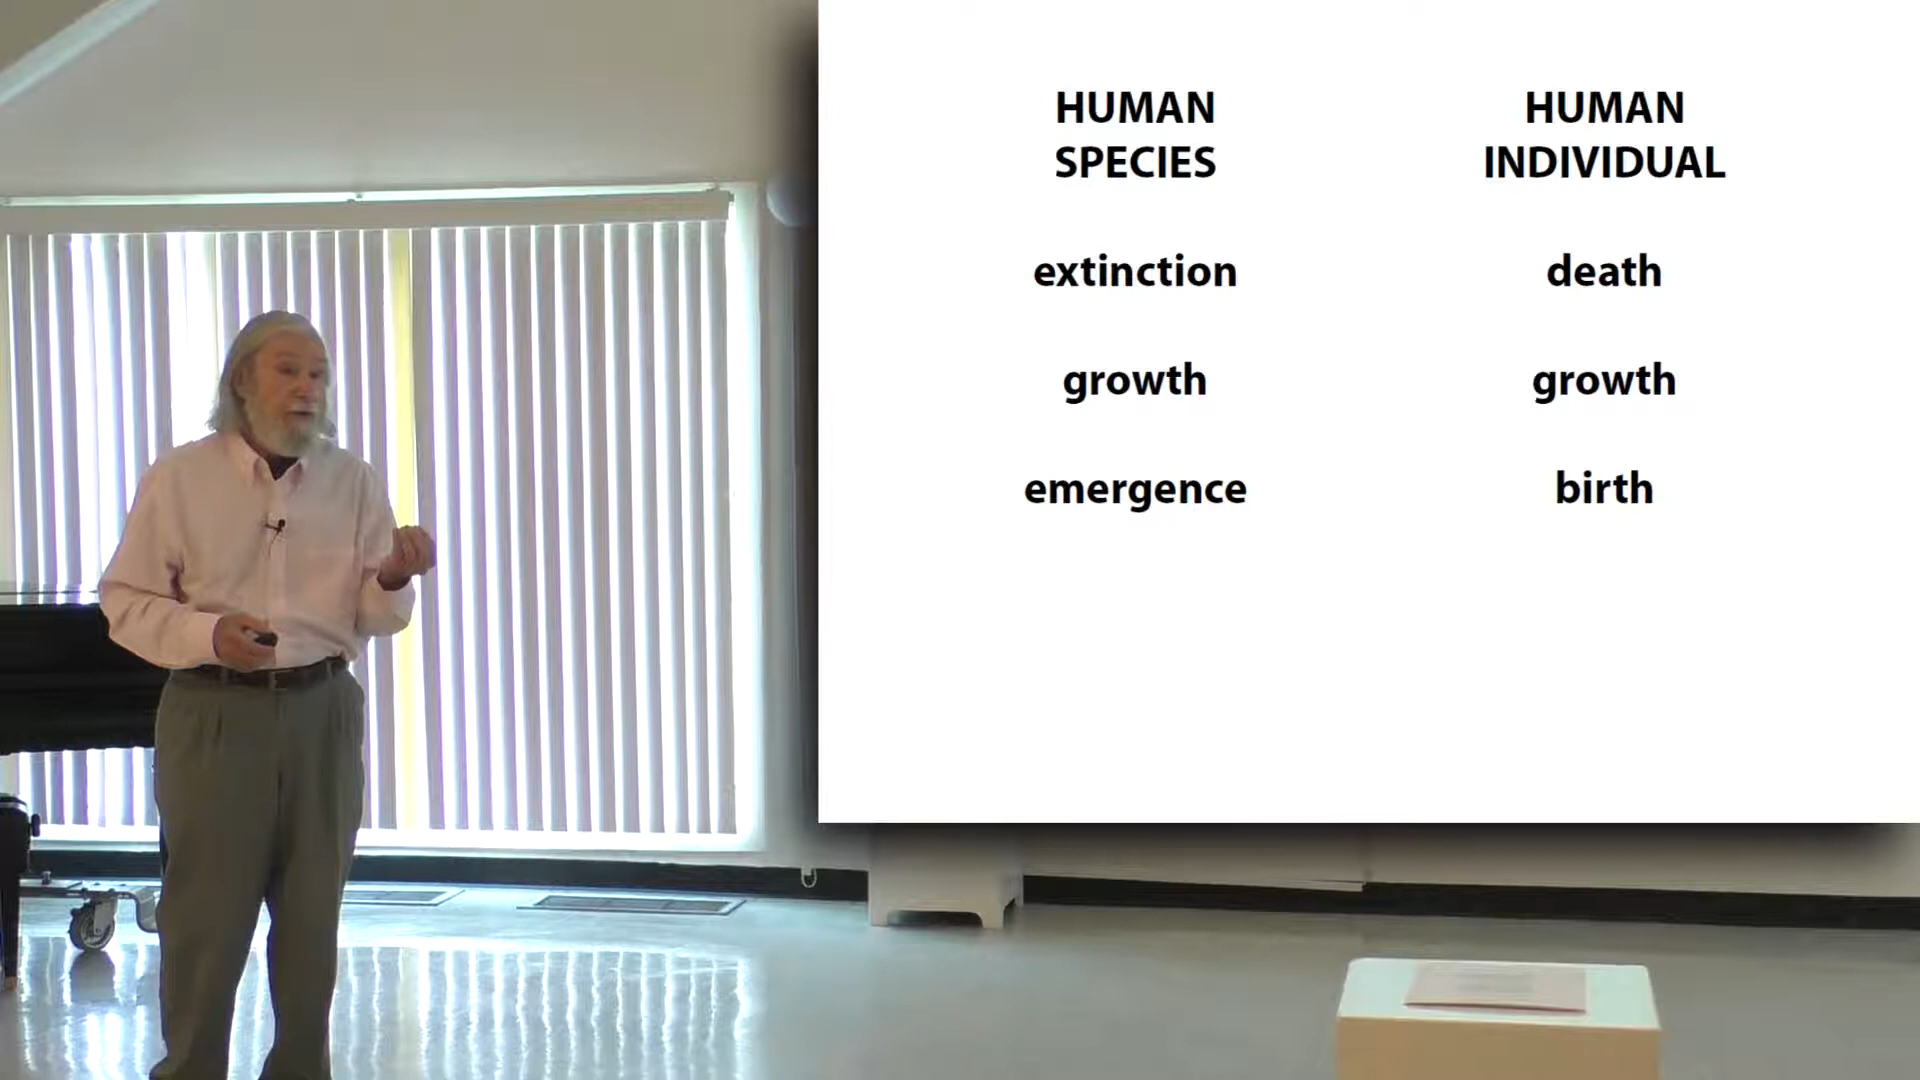 HUMAN
SPECIES
HUMAN
INDIVIDUAL
extinction
death
growth
growth
emergence
birth